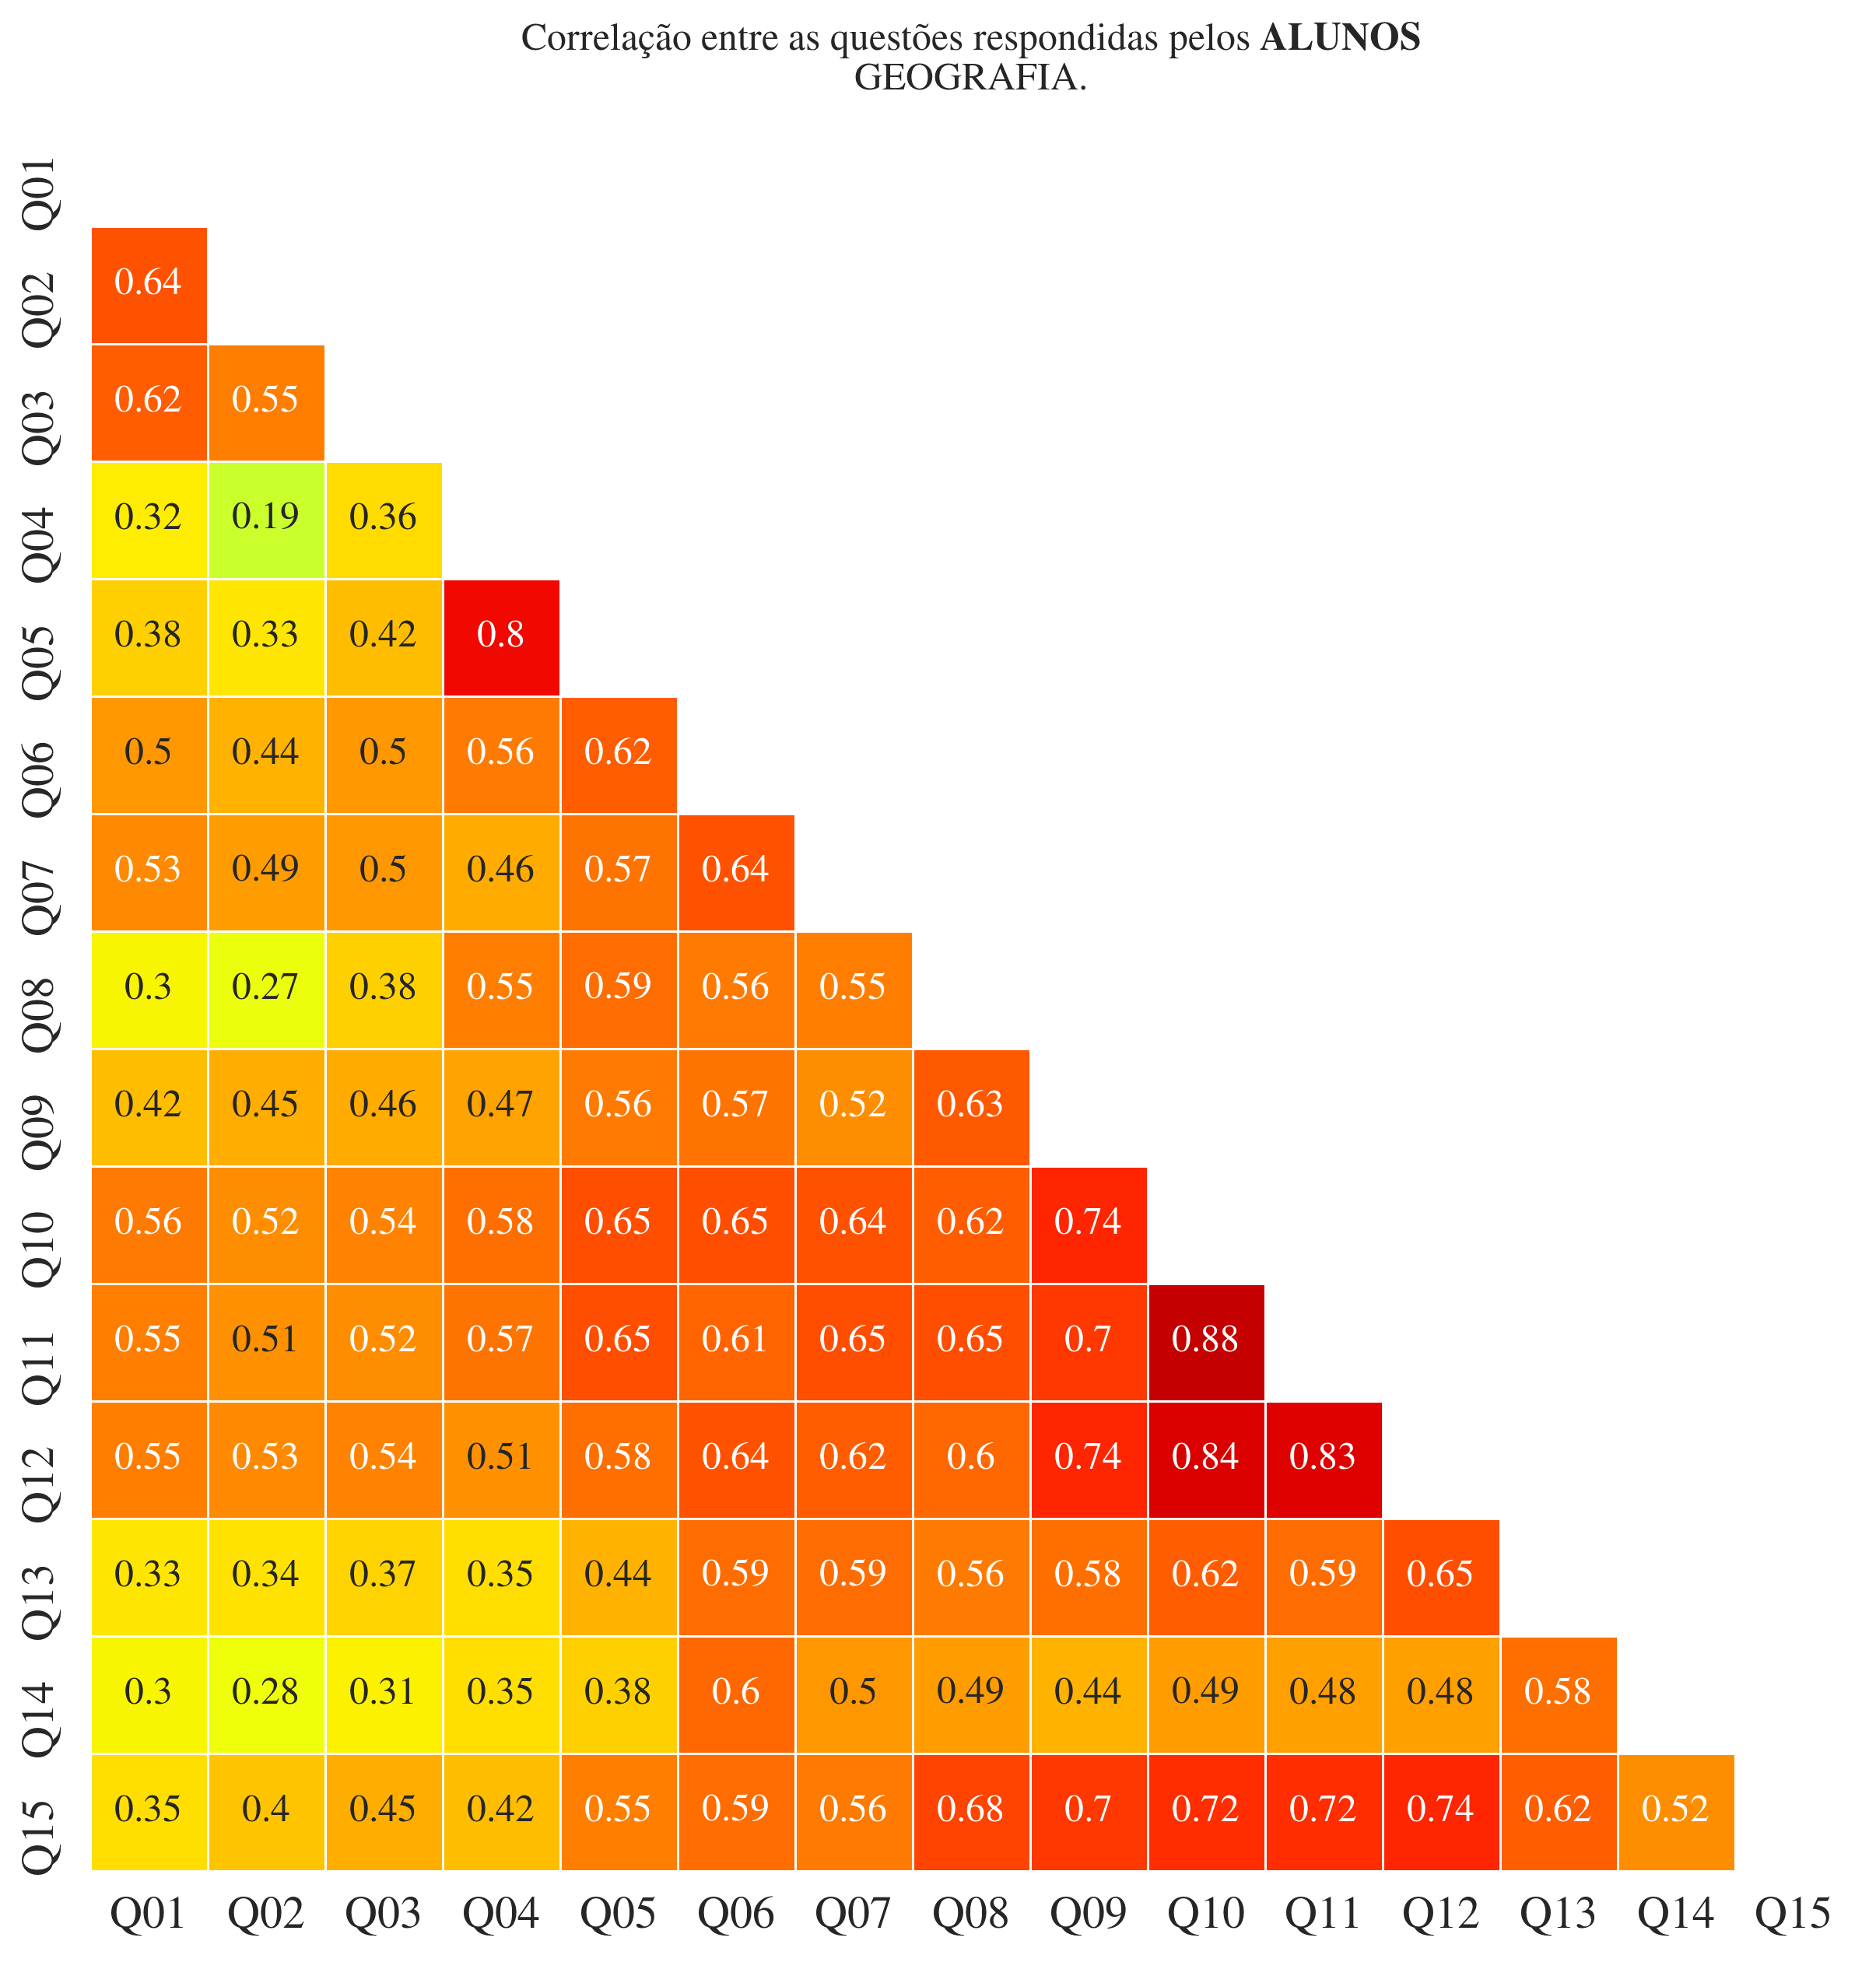 Correlação entre as questões respondidas pelos ALUNOS
GEOGRAFIA.
Q01
Q02 0.64
Q03 0.62 0.55
Q04 0.32 0.19 0.36
Q05 0.38 0.33 0.42 0.8
Q06 0.5 0.44 0.5 0.56 0.62
Q07 0.53 0.49 0.5 0.46 0.57 0.64
Q08 0.3 0.27 0.38 0.55 0.59 0.56 0.55
Q09 0.42 0.45 0.46 0.47 0.56 0.57 0.52 0.63
Q10 0.56 0.52 0.54 0.58 0.65 0.65 0.64 0.62 0.74
Q11 0.55 0.51 0.52 0.57 0.65 0.61 0.65 0.65 0.7 0.88
Q12 0.55 0.53 0.54 0.51 0.58 0.64 0.62 0.6 0.74 0.84 0.83
Q13 0.33 0.34 0.37 0.35 0.44 0.59 0.59 0.56 0.58 0.62 0.59 0.65
Q14 0.3 0.28 0.31 0.35 0.38 0.6 0.5 0.49 0.44 0.49 0.48 0.48 0.58
Q15 0.35 0.4 0.45 0.42 0.55 0.59 0.56 0.68 0.7 0.72 0.72 0.74 0.62 0.52
Q01 Q02 Q03 Q04 Q05 Q06 Q07 Q08 Q09 Q10 Q11 Q12 Q13 Q14 Q15